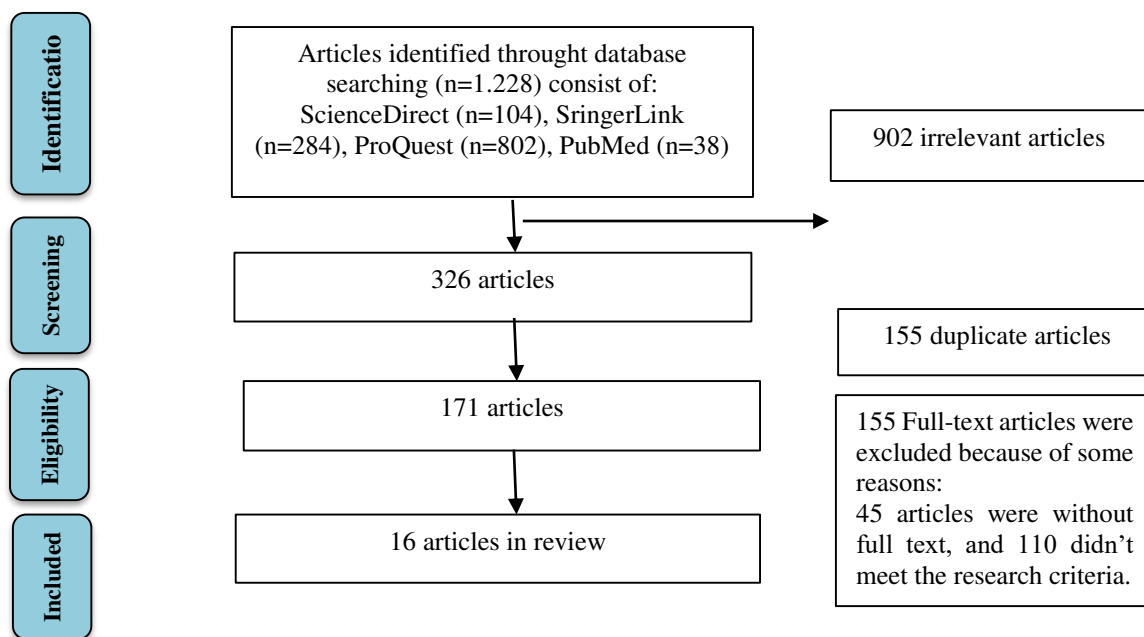 Identificatio
Articles identified throught database
searching (n=1.228) consist of:
ScienceDirect (n=104), SringerLink
(n=284), ProQuest (n=802), PubMed (n=38)
902 irrelevant articles
Screening
326 articles
155 duplicate articles
Eligibility
171 articles
155 Full-text articles were
excluded because of some
reasons:
45 articles were without
full text, and 110 didn’t
meet the research criteria.
Included
16 articles in review